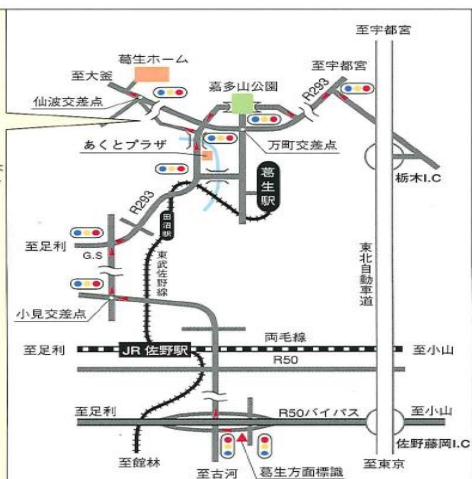 至宇都宮
葛生ホーム
至大釜
至宇都宮
仙波交差点
嘉多山公園
R293
あくとプラザ
万町交差点
葛生駅
栃木I.C
R293
田沼駅
至足利
G.S
東武佐野線
東北自動車道
小見交差点
両毛線
至足利
JR 佐野駅
至小山
R50
至足利
R50バイパス
至小山
佐野藤岡I.C
至館林
至古河
葛生方面標識
至東京